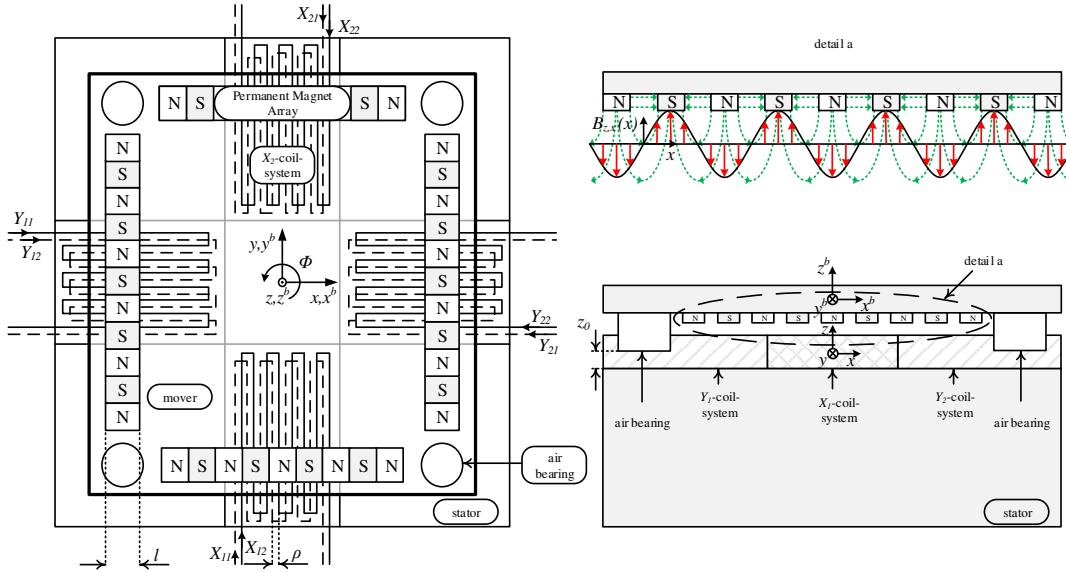 X21
X22
N S Permanent Magnet Array S N
X2-coil-
system
N N
S S
N N
S S
N N
S S
N N
S S
N N
S S
N N
Y11
Y12
y,yb
Φ
z,zb
x,xb
Y22
Y21
mover
N S N S N S N S N
air
bearing
stator
X11
X12
l
ρ
detail a
N S N S N S N S N
Bz,x(x)
x
zb
detail a
yb
xb
N S N S N S N S N
z0
z
y
x
Y1-coil-
system
X1-coil-
system
Y2-coil-
system
air bearing
air bearing
stator